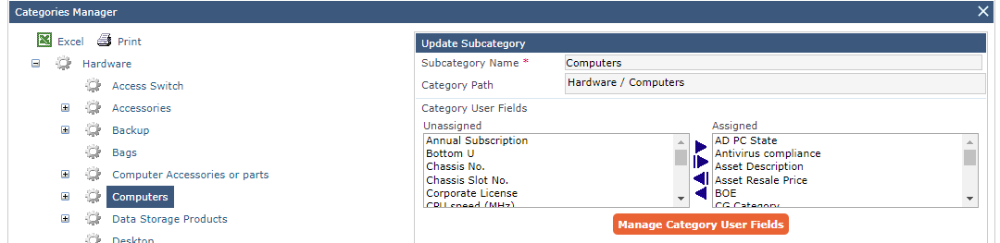 Categories Manager
Excel Print
Hardware
Access Switch
Accessories
Backup
Bags
Computer Accessories or parts
Computers
Data Storage Products
Desktop
Update Subcategory
Subcategory Name * Computers
Category Path Hardware / Computers
Category User Fields
Unassigned
Annual Subscription
Bottom U
Chassis No.
Chassis Slot No.
Corporate License
CPU speed (MHz)
Assigned
AD PC State
Antivirus compliance
Asset Description
Asset Resale Price
BOE
CG Category
Manage Category User Fields